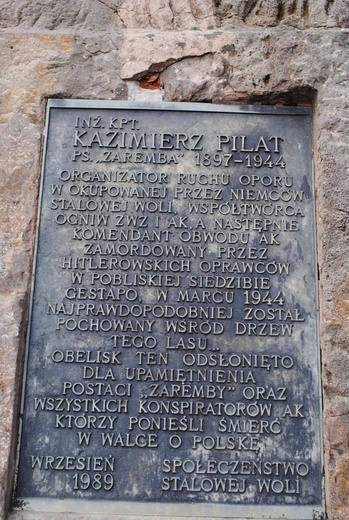 INŻ. KPT.
KAZIMIERZ PILAT
PS. „ZAREMBA" 1897-1944
ORGANIZATOR RUCHU OPORU
W OKUPOWANEJ PRZEZ NIEMCÓW
STALOWEJ WOLI, WSPÓŁTWÓRCA
OGNIW ZWZ I AK, A NASTĘPNIE
KOMENDANT OBWODU AK
ZAMORDOWANY PRZEZ
HITLEROWSKICH OPRAWCÓW
W POBLISKIEJ SIEDZIBIE
GESTAPO, W MARCU 1944
NAJPRAWDOPODOBNIEJ ZOSTAŁ
POCHOWANY WŚRÓD DRZEW
TEGO LASU...
OBELISK TEN ODSŁONIĘTO
DLA UPAMIĘTNIENIA
POSTACI „ZAREMBY" ORAZ
WSZYSTKICH KONSPIRATORÓW AK
KTÓRZY PONIEŚLI ŚMIERĆ
W WALCE O POLSKĘ,
WRZESIEŃ SPOŁECZEŃSTWO
1989 STALOWEJ WOLI